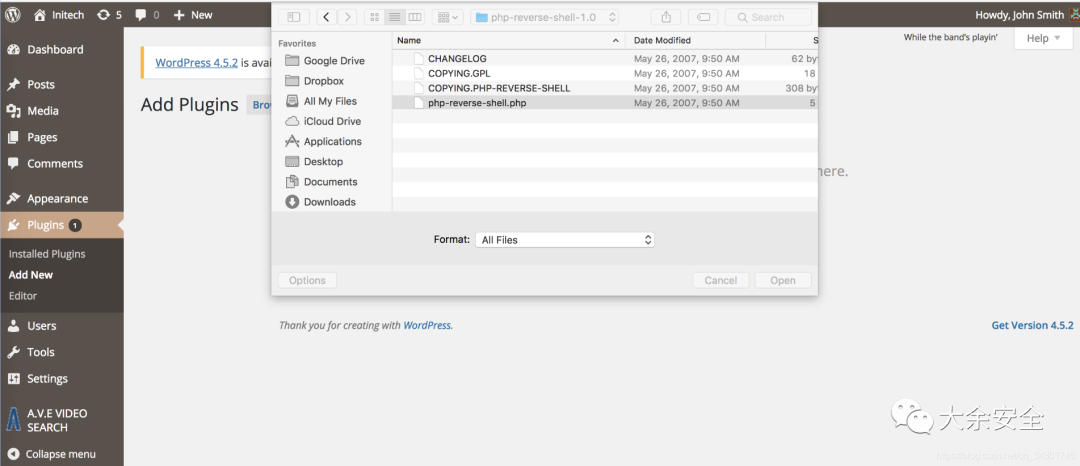 Initech 5 0 + New
Howdy, John Smith
php-reverse-shell-1.0
Search
While the band's playin'
Help
Dashboard
Posts
Media
Pages
Comments
Appearance
Plugins 1
Installed Plugins
Add New
Editor
Users
Tools
Settings
A.V.E VIDEO
SEARCH
Collapse menu
WordPress 4.5.2 is avai
Add Plugins
Favorites
Google Drive
Dropbox
All My Files
iCloud Drive
Applications
Desktop
Documents
Downloads
Name Date Modified S
CHANGELOG May 26, 2007, 9:50 AM 62 by
COPYING.GPL May 26, 2007, 9:50 AM 18
COPYING.PHP-REVERSE-SHELL May 26, 2007, 9:50 AM 308 by
php-reverse-shell.php May 26, 2007, 9:50 AM 5
here.
Format: All Files
Options
Cancel
Open
Thank you for creating with WordPress.
Get Version 4.5.2
大余安全